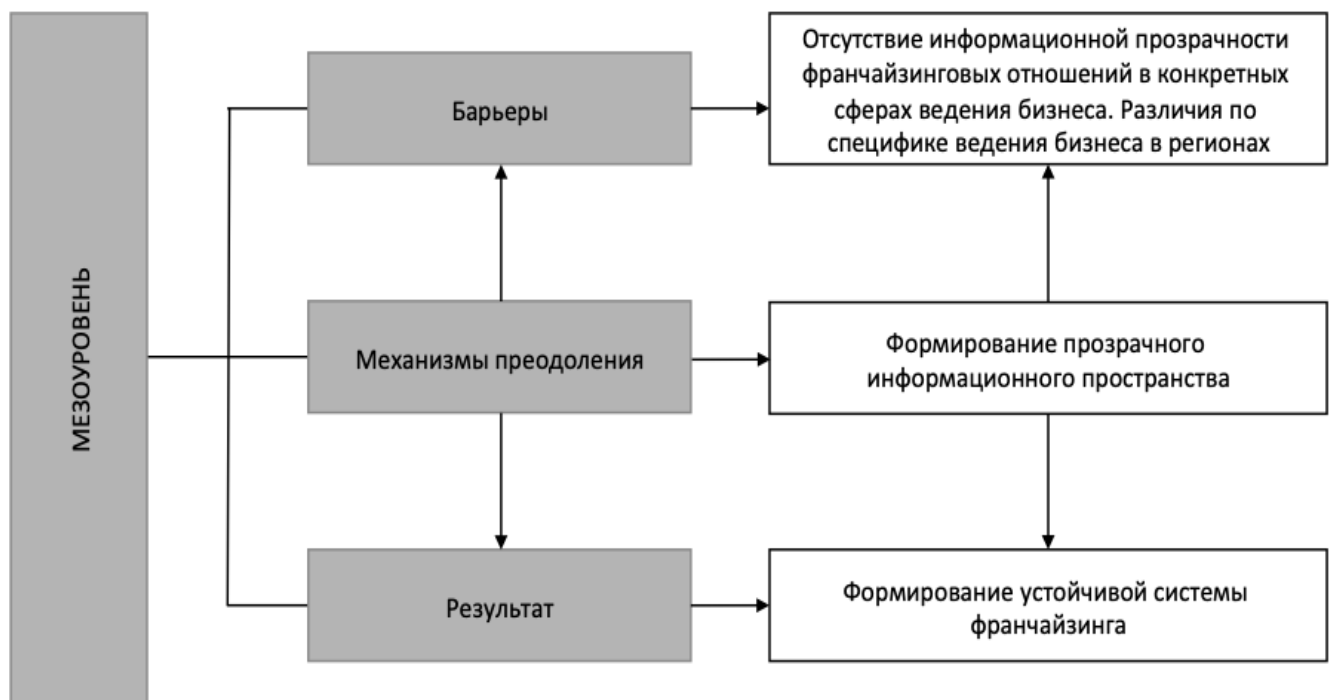 МЕЗОУРОВЕНЬ
Барьеры
Отсутствие информационной прозрачности
франчайзинговых отношений в конкретных
сферах ведения бизнеса. Различия по
специфике ведения бизнеса в регионах
Механизмы преодоления
Формирование прозрачного
информационного пространства
Результат
Формирование устойчивой системы
франчайзинга